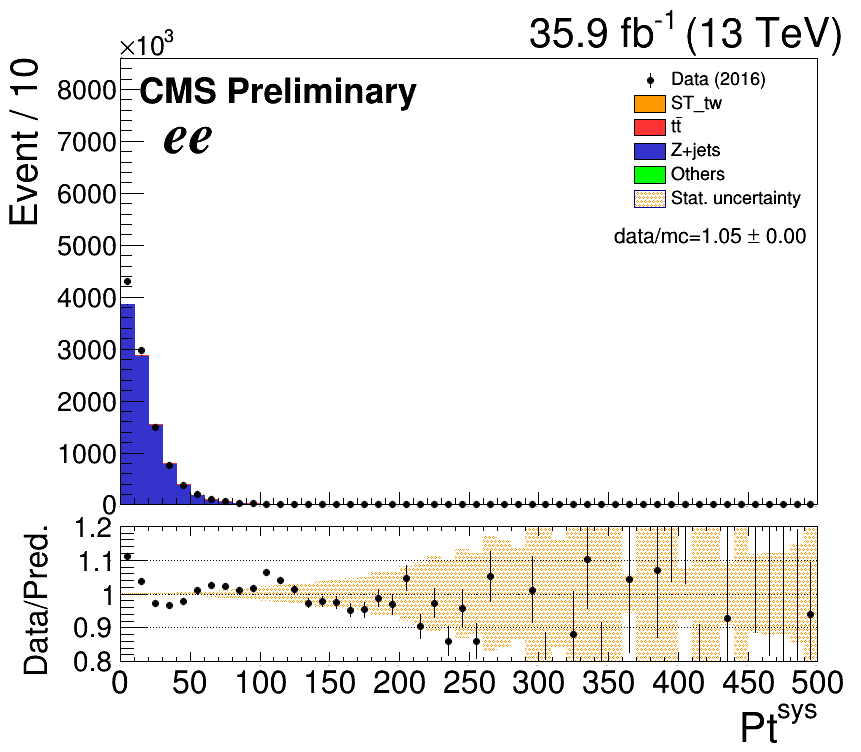 35.9 fb⁻¹ (13 TeV)
×10³
CMS Preliminary
ee
Data (2016)
ST_tw
tt̄
Z+jets
Others
Stat. uncertainty
data/mc=1.05 ± 0.00
Event / 10
8000
7000
6000
5000
4000
3000
2000
1000
0
Data/Pred.
1.2
1.1
1
0.9
0.8
0 50 100 150 200 250 300 350 400 450 500
Pt^sys